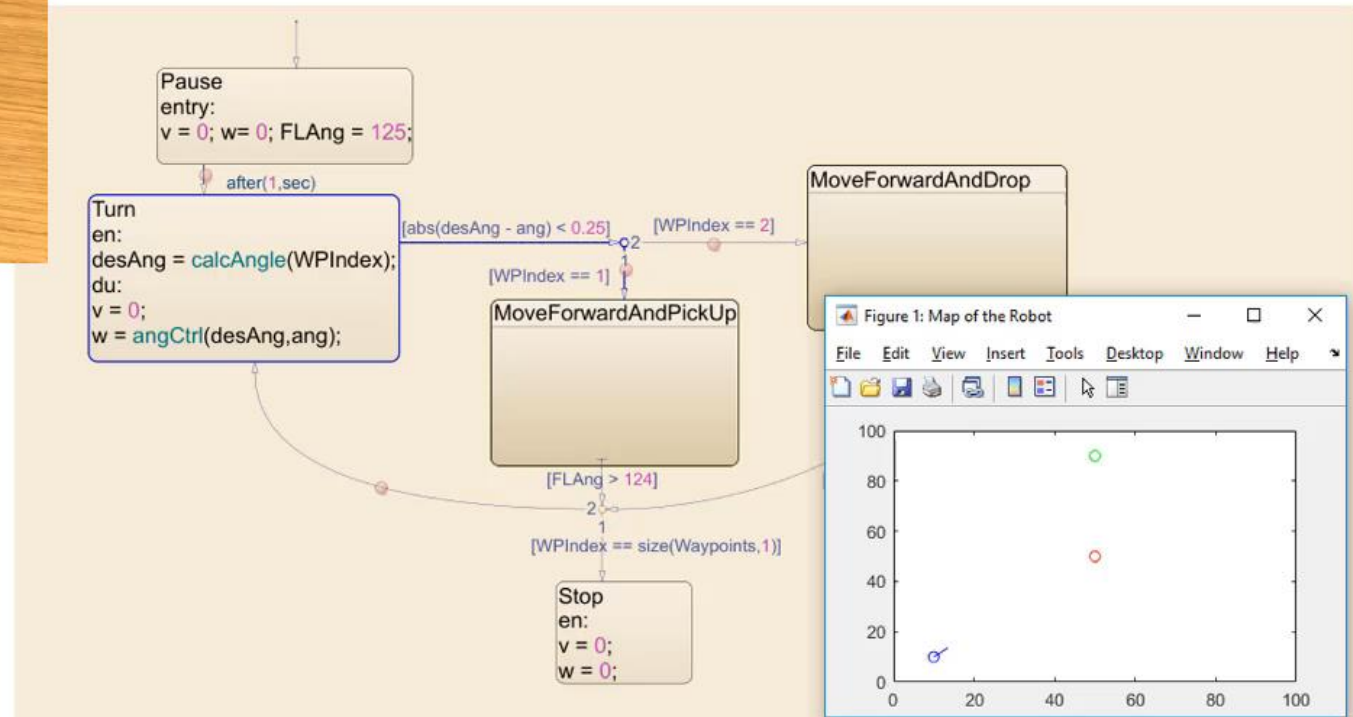 Pause
entry:
v = 0; w= 0; FLAng = 125;
after(1,sec)
Turn
en:
desAng = calcAngle(WPIndex);
du:
v = 0;
w = angCtrl(desAng,ang);
[abs(desAng - ang) < 0.25]
2
1
[WPIndex == 2]
[WPIndex == 1]
MoveForwardAndDrop
MoveForwardAndPickUp
[FLAng > 124]
2
1
[WPIndex == size(Waypoints,1)]
Stop
en:
v = 0;
w = 0;
Figure 1: Map of the Robot
File Edit View Insert Tools Desktop Window Help
100
80
60
40
20
0
0 20 40 60 80 100